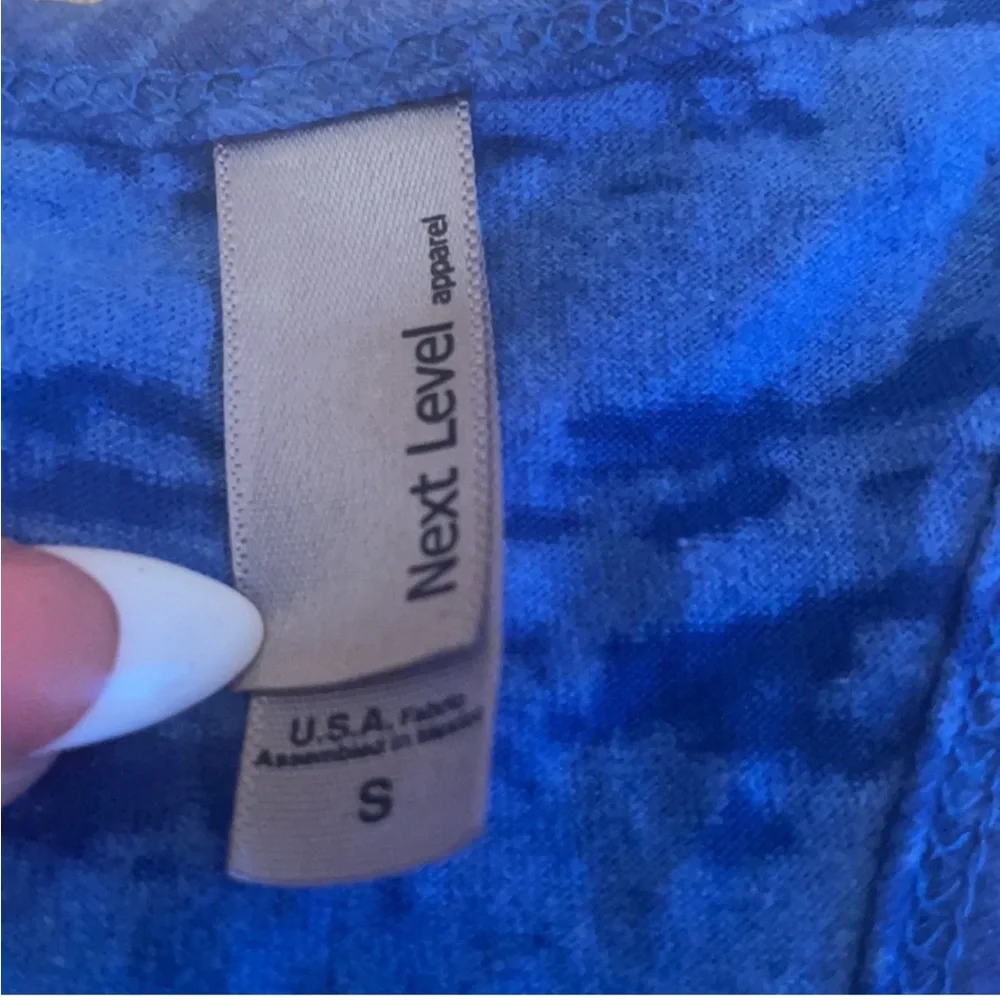 Next Level apparel
U.S.A. Fabric
Assembled in Mexico
S